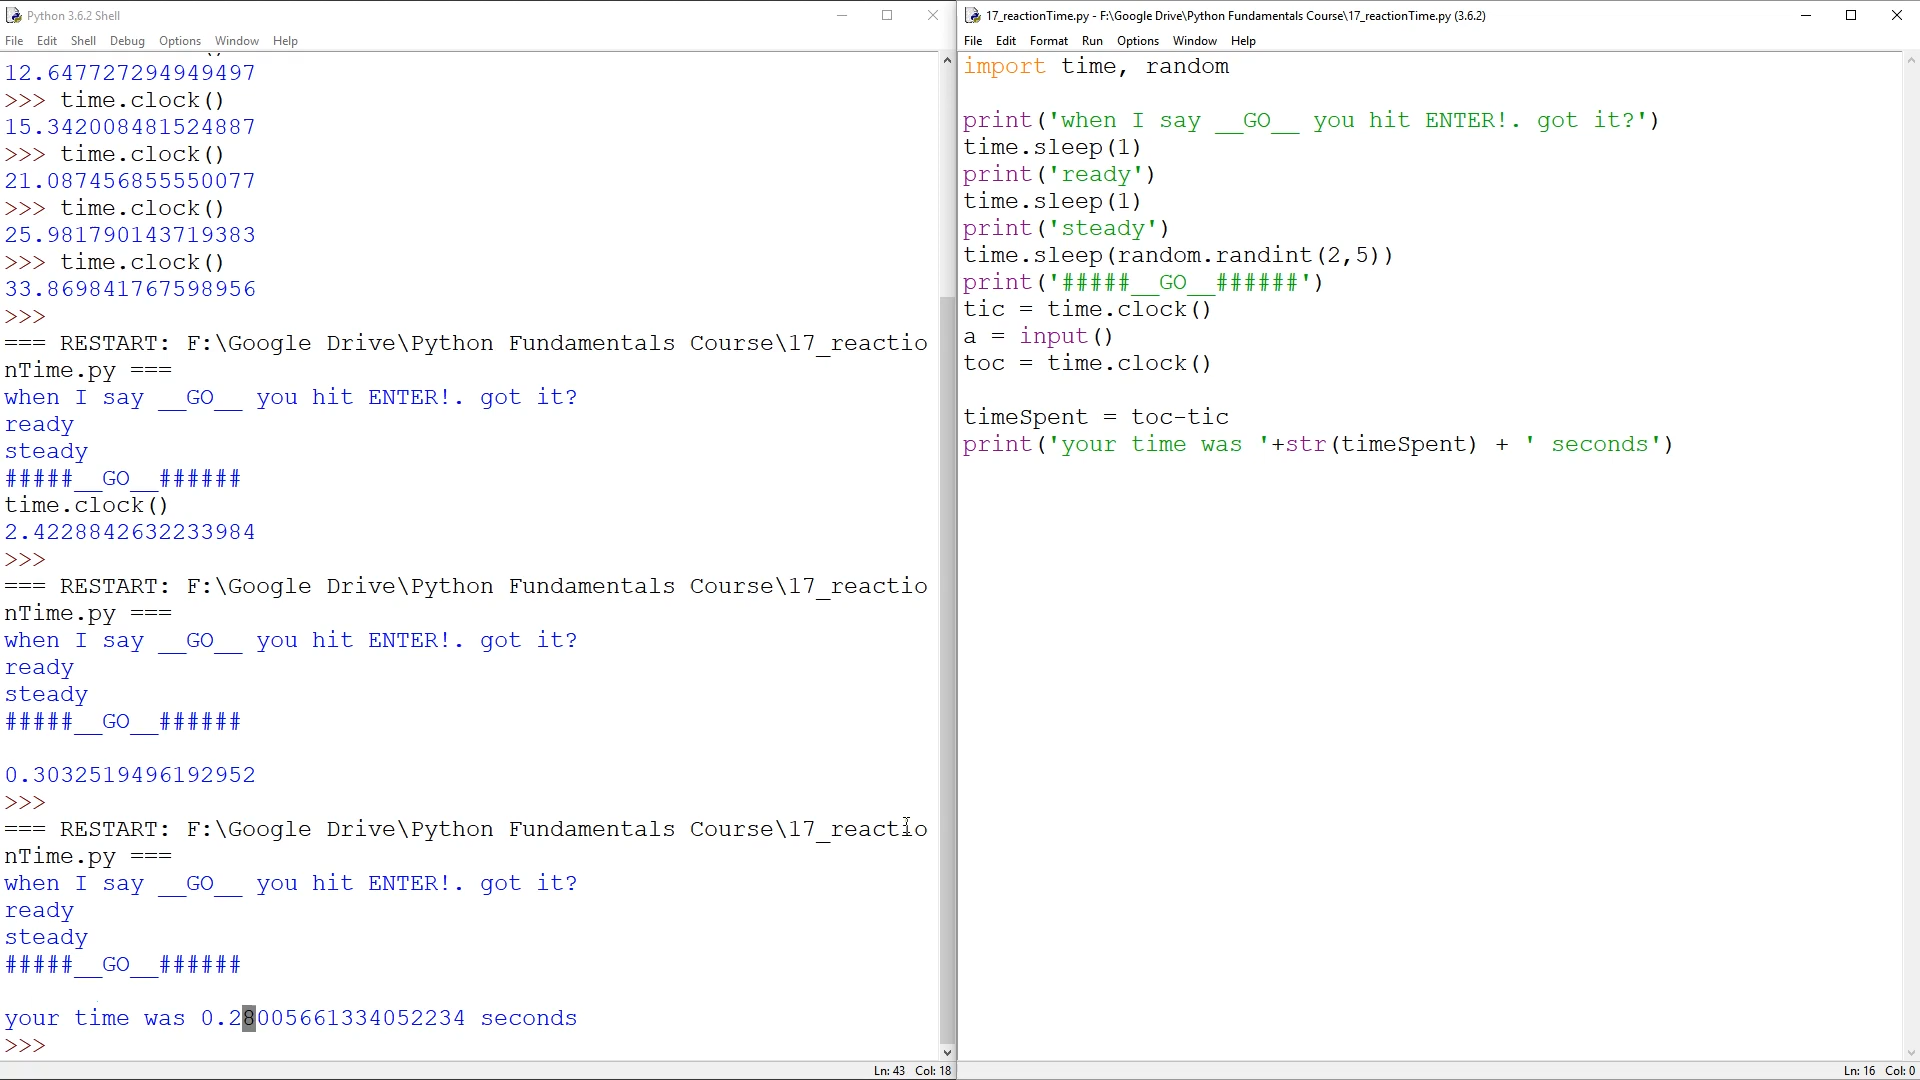 Python 3.6.2 Shell
File Edit Shell Debug Options Window Help
12.647727294949497
>>> time.clock()
15.342008481524887
>>> time.clock()
21.087456855550077
>>> time.clock()
25.981790143719383
>>> time.clock()
33.869841767598956
>>>
=== RESTART: F:\Google Drive\Python Fundamentals Course\17_reactio
nTime.py ===
when I say __GO__ you hit ENTER!. got it?
ready
steady
#####__GO__######
time.clock()
2.4228842632233984
>>>
=== RESTART: F:\Google Drive\Python Fundamentals Course\17_reactio
nTime.py ===
when I say __GO__ you hit ENTER!. got it?
ready
steady
#####__GO__######
0.3032519496192952
>>>
=== RESTART: F:\Google Drive\Python Fundamentals Course\17_reactio
nTime.py ===
when I say __GO__ you hit ENTER!. got it?
ready
steady
#####__GO__######
your time was 0.28005661334052234 seconds
>>>
Ln: 43 Col: 18
17_reactionTime.py - F:\Google Drive\Python Fundamentals Course\17_reactionTime.py (3.6.2)
File Edit Format Run Options Window Help
import time, random
print('when I say __GO__ you hit ENTER!. got it?')
time.sleep(1)
print('ready')
time.sleep(1)
print('steady')
time.sleep(random.randint(2,5))
print('#####__GO__######')
tic = time.clock()
a = input()
toc = time.clock()
timeSpent = toc-tic
print('your time was '+str(timeSpent) + ' seconds')
Ln: 16 Col: 0